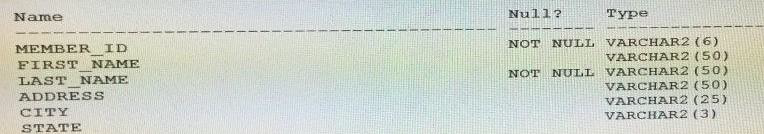 Name Null? Type
MEMBER_ID NOT NULL VARCHAR2(6)
FIRST_NAME VARCHAR2(50)
LAST_NAME NOT NULL VARCHAR2(50)
ADDRESS VARCHAR2(50)
CITY VARCHAR2(25)
STATE VARCHAR2(3)